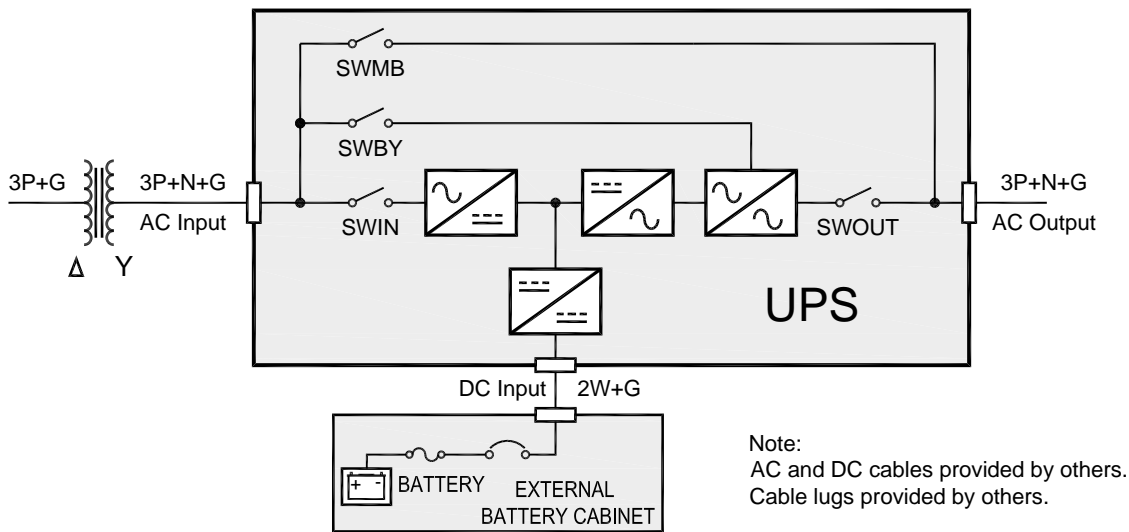 SWMB
SWBY
3P+G
3P+N+G
AC Input
SWIN
SWOUT
3P+N+G
AC Output
Δ Y
UPS
DC Input 2W+G
BATTERY
EXTERNAL
BATTERY CABINET
Note:
AC and DC cables provided by others.
Cable lugs provided by others.